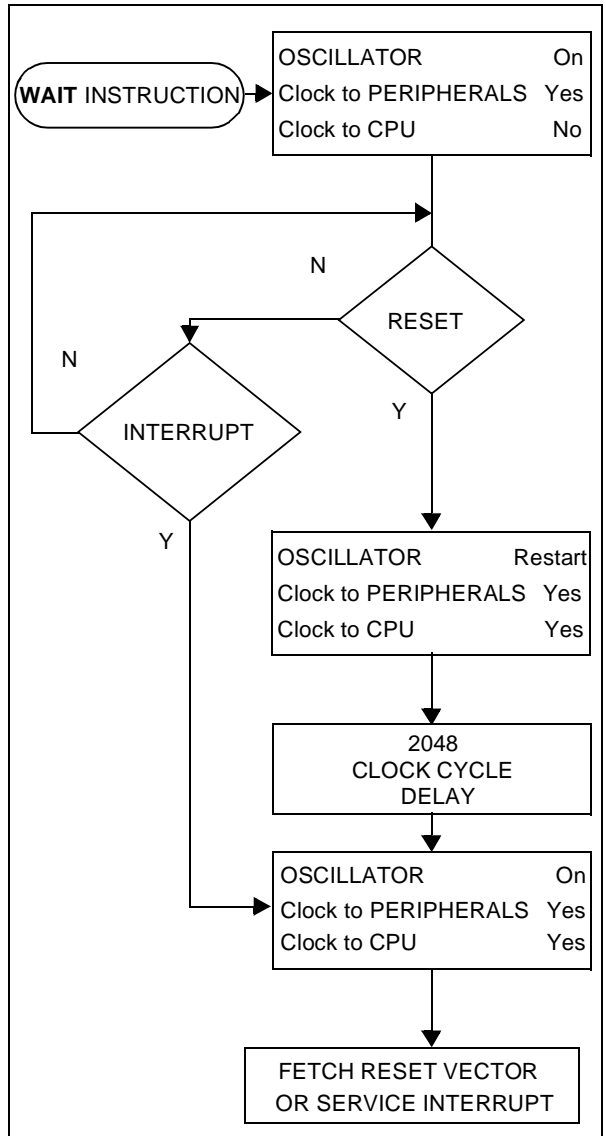 WAIT INSTRUCTION
OSCILLATOR On
Clock to PERIPHERALS Yes
Clock to CPU No
N
RESET
N
INTERRUPT
Y
Y
OSCILLATOR Restart
Clock to PERIPHERALS Yes
Clock to CPU Yes
2048
CLOCK CYCLE
DELAY
OSCILLATOR On
Clock to PERIPHERALS Yes
Clock to CPU Yes
FETCH RESET VECTOR
OR SERVICE INTERRUPT